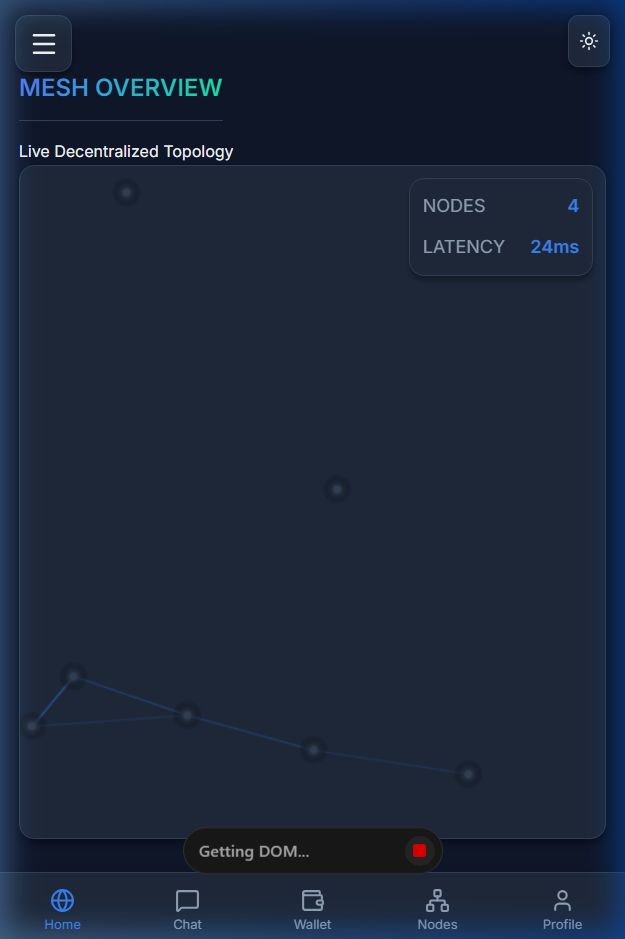 MESH OVERVIEW
Live Decentralized Topology
NODES 4
LATENCY 24ms
Getting DOM...
Home Chat Wallet Nodes Profile